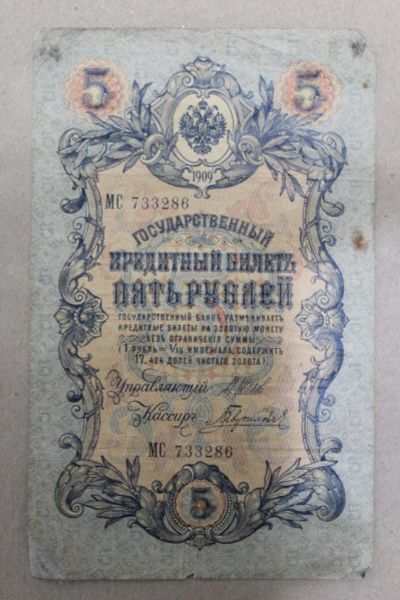 5 5
1909
МС 733286
ГОСУДАРСТВЕННЫЙ
КРЕДИТНЫЙ БИЛЕТЪ
ПЯТЬ РУБЛЕЙ
ГОСУДАРСТВЕННЫЙ БАНКЪ РАЗМѢНИВАЕТЪ
КРЕДИТНЫЕ БИЛЕТЫ НА ЗОЛОТУЮ МОНЕТУ
БЕЗЪ ОГРАНИЧЕНІЯ СУММЫ
(1 РУБЛЬ = 1/15 ИМПЕРІАЛА, СОДЕРЖИТЪ
17,424 ДОЛЕЙ ЧИСТАГО ЗОЛОТА)
Управляющій
Кассиръ
МС 733286
5